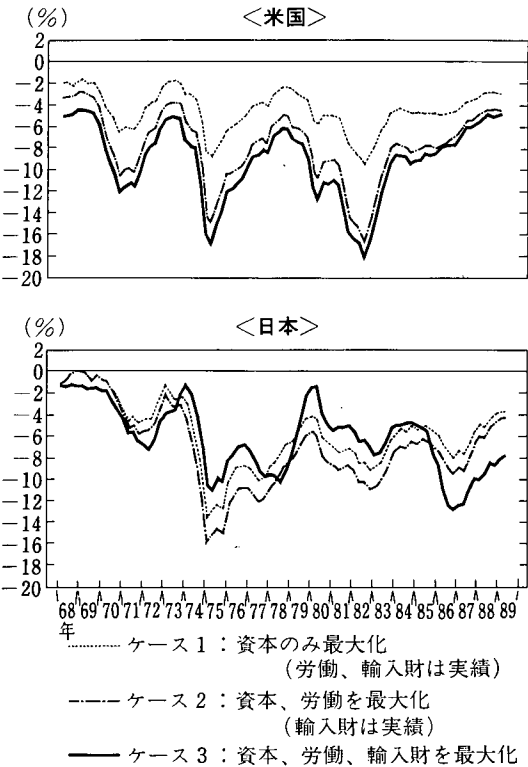 (%) <米国>
2
0
−2
−4
−6
−8
−10
−12
−14
−16
−18
−20
(%) <日本>
2
0
−2
−4
−6
−8
−10
−12
−14
−16
−18
−20
68 69 70 71 72 73 74 75 76 77 78 79 80 81 82 83 84 85 86 87 88 89
年
ケース1：資本のみ最大化
(労働、輸入財は実績)
ケース2：資本、労働を最大化
(輸入財は実績)
ケース3：資本、労働、輸入財を最大化